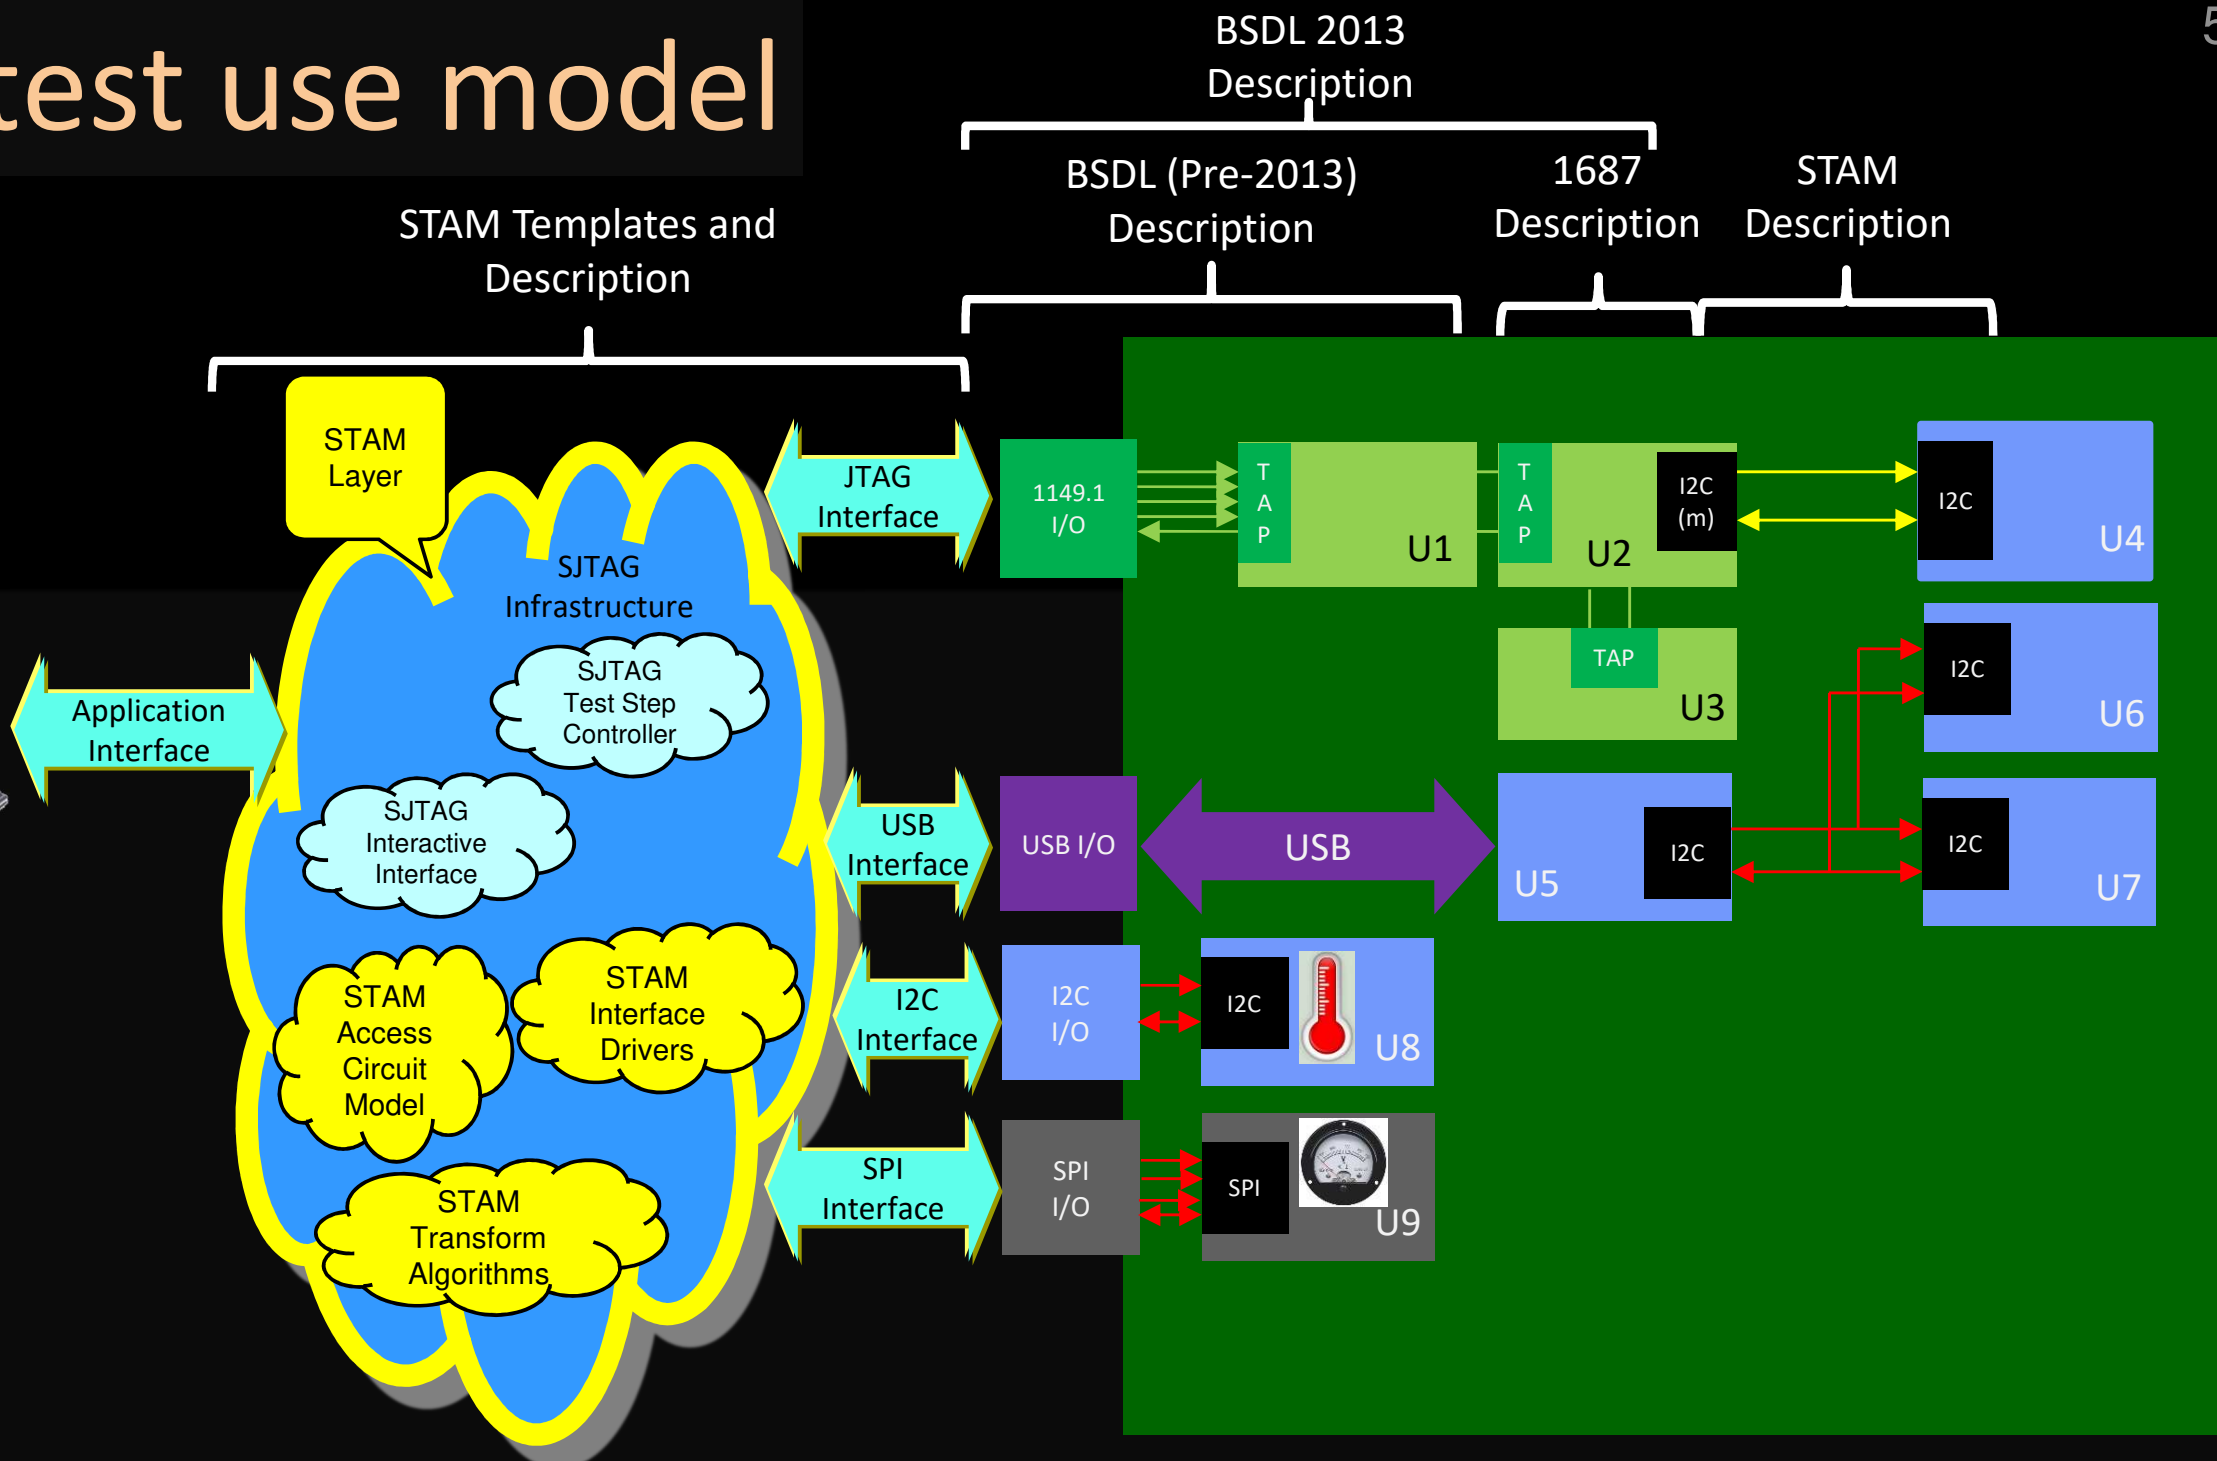 test use model
5
BSDL 2013
Description
BSDL (Pre-2013)
Description
1687
Description
STAM
Description
STAM Templates and
Description
STAM
Layer
SJTAG
Infrastructure
SJTAG
Test Step
Controller
SJTAG
Interactive
Interface
STAM
Access
Circuit
Model
STAM
Interface
Drivers
STAM
Transform
Algorithms
Application
Interface
JTAG
Interface
USB
Interface
I2C
Interface
SPI
Interface
1149.1
I/O
T
A
P
U1
T
A
P
U2
I2C
(m)
I2C
U4
TAP
U3
I2C
U6
USB I/O
USB
U5
I2C
I2C
U7
I2C
I/O
I2C
U8
SPI
I/O
SPI
U9